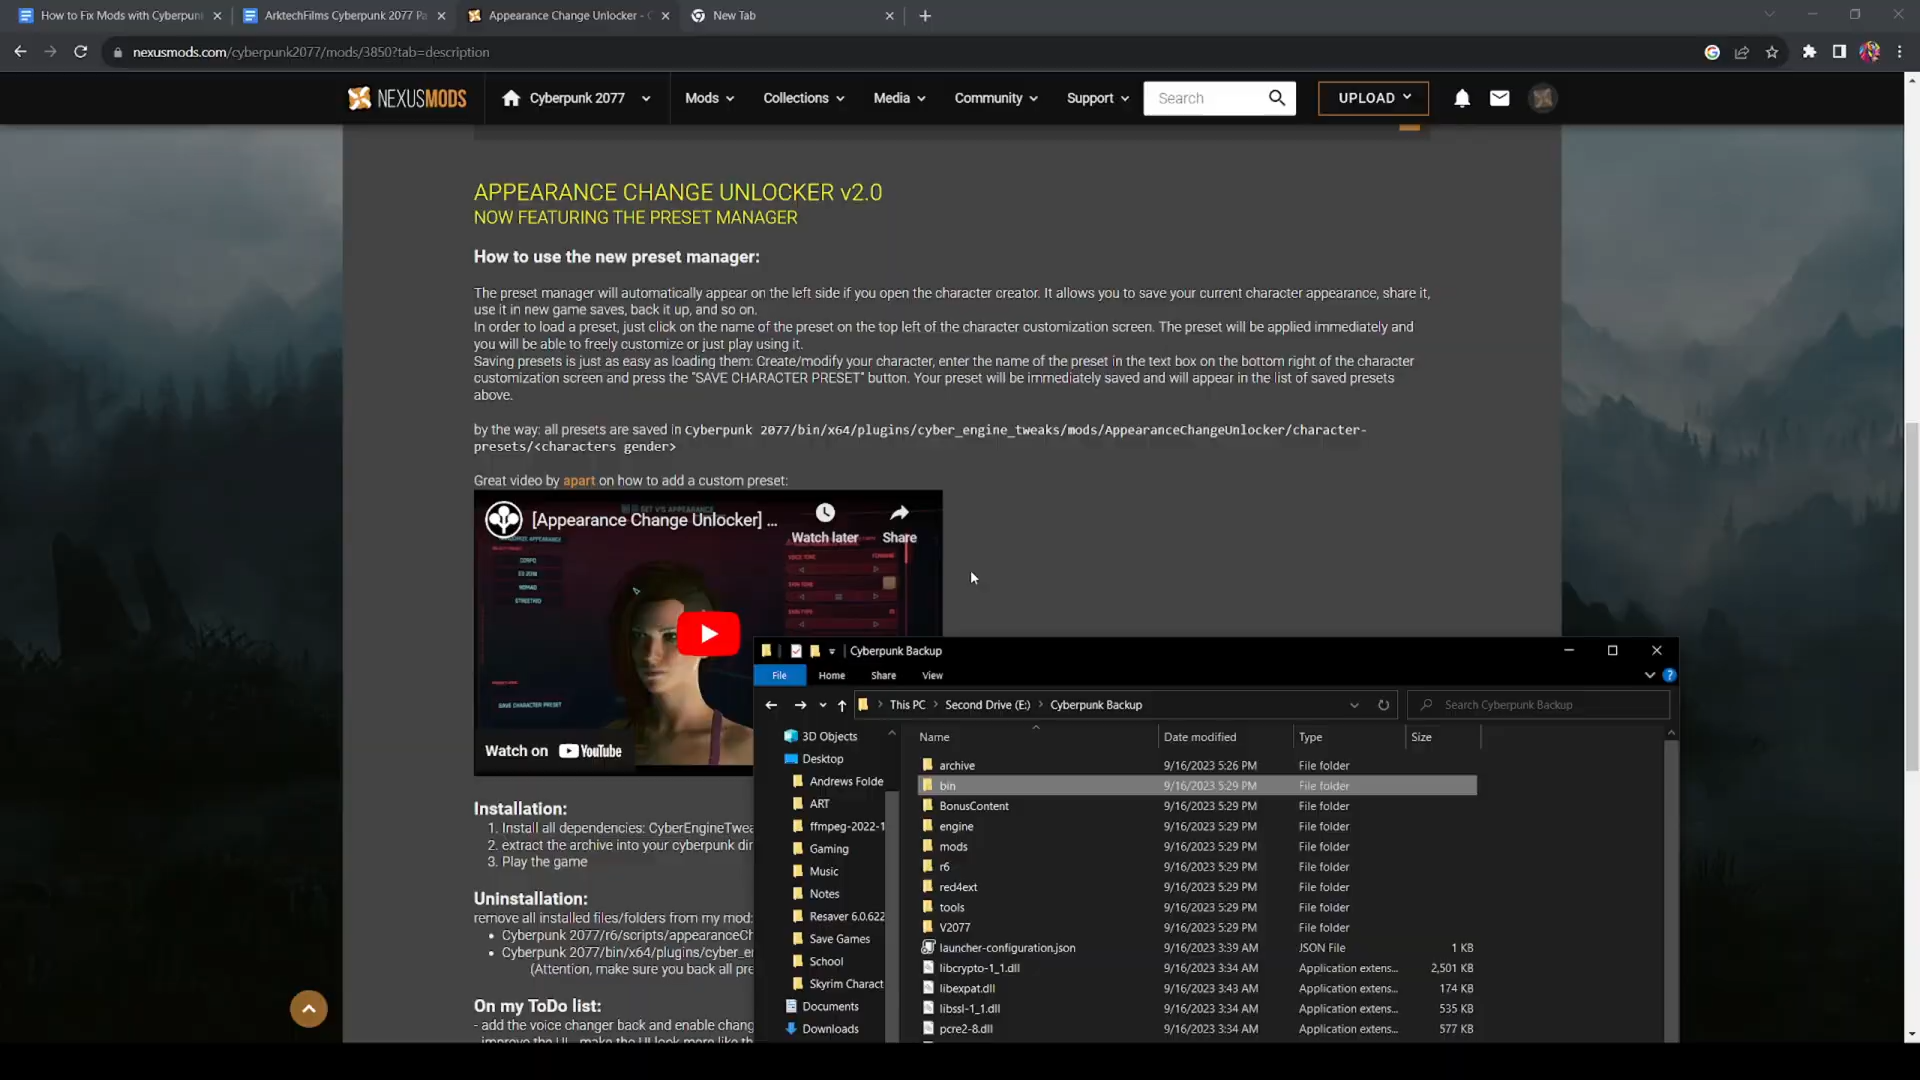 How to Fix Mods with Cyberpun
ArktechFilms Cyberpunk 2077 Pa
Appearance Change Unlocker - C
New Tab
nexusmods.com/cyberpunk2077/mods/3850?tab=description
NEXUSMODS
Cyberpunk 2077
Mods
Collections
Media
Community
Support
Search
UPLOAD
APPEARANCE CHANGE UNLOCKER v2.0
NOW FEATURING THE PRESET MANAGER
How to use the new preset manager:
The preset manager will automatically appear on the left side if you open the character creator. It allows you to save your current character appearance, share it,
use it in new game saves, back it up, and so on.
In order to load a preset, just click on the name of the preset on the top left of the character customization screen. The preset will be applied immediately and
you will be able to freely customize or just play using it.
Saving presets is just as easy as loading them: Create/modify your character, enter the name of the preset in the text box on the bottom right of the character
customization screen and press the "SAVE CHARACTER PRESET" button. Your preset will be immediately saved and will appear in the list of saved presets
above.
by the way: all presets are saved in Cyberpunk 2077/bin/x64/plugins/cyber_engine_tweaks/mods/AppearanceChangeUnlocker/character-
presets/<characters gender>
Great video by apart on how to add a custom preset:
[Appearance Change Unlocker] ...
Watch later
Share
CORPO
NOMAD
STREETKID
VOICE TONE
SKIN TONE
SKIN TYPE
SAVE CHARACTER PRESET
Watch on YouTube
Installation:
1. Install all dependencies: CyberEngineTwea
2. extract the archive into your cyberpunk dir
3. Play the game
Uninstallation:
remove all installed files/folders from my mod:
• Cyberpunk 2077/r6/scripts/appearanceCh
• Cyberpunk 2077/bin/x64/plugins/cyber_e
(Attention, make sure you back all pre
On my ToDo list:
- add the voice changer back and enable chang
- improve the UI - make the UI look more like the
Cyberpunk Backup
File
Home
Share
View
This PC
Second Drive (E:)
Cyberpunk Backup
Search Cyberpunk Backup
3D Objects
Desktop
Andrews Folde
ART
ffmpeg-2022-1
Gaming
Music
Notes
Resaver 6.0.622
Save Games
School
Skyrim Charact
Documents
Downloads
Name Date modified Type Size
archive 9/16/2023 5:26 PM File folder
bin 9/16/2023 5:29 PM File folder
BonusContent 9/16/2023 5:29 PM File folder
engine 9/16/2023 5:29 PM File folder
mods 9/16/2023 5:29 PM File folder
r6 9/16/2023 5:29 PM File folder
red4ext 9/16/2023 5:29 PM File folder
tools 9/16/2023 5:29 PM File folder
V2077 9/16/2023 5:29 PM File folder
launcher-configuration.json 9/16/2023 3:39 AM JSON File 1 KB
libcrypto-1_1.dll 9/16/2023 3:34 AM Application extens... 2,501 KB
libexpat.dll 9/16/2023 3:43 AM Application extens... 174 KB
libssl-1_1.dll 9/16/2023 3:34 AM Application extens... 535 KB
pcre2-8.dll 9/16/2023 3:34 AM Application extens... 577 KB